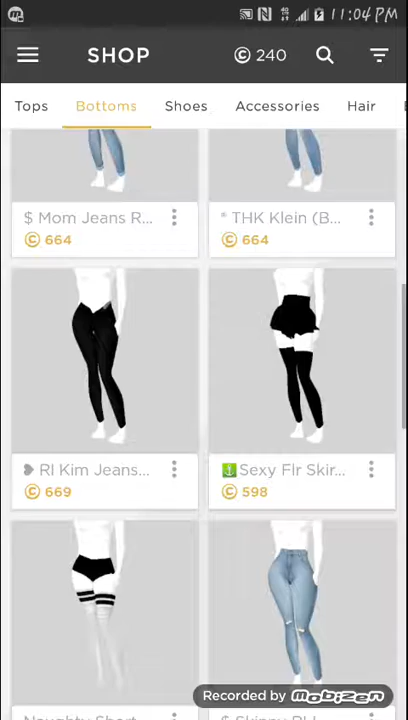 11:04 PM
SHOP
© 240
Tops Bottoms Shoes Accessories Hair
$ Mom Jeans R...
© 664
* THK Klein (B...
© 664
❥ RI Kim Jeans...
© 669
⚓Sexy Flr Skir...
© 598
Recorded by mobizen